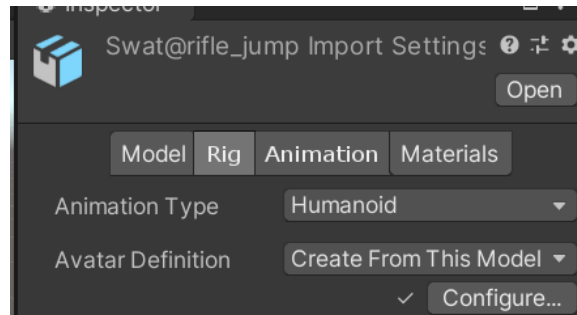 Inspector
Swat@rifle_jump Import Settings
Open
Model Rig Animation Materials
Animation Type Humanoid
Avatar Definition Create From This Model
Configure...